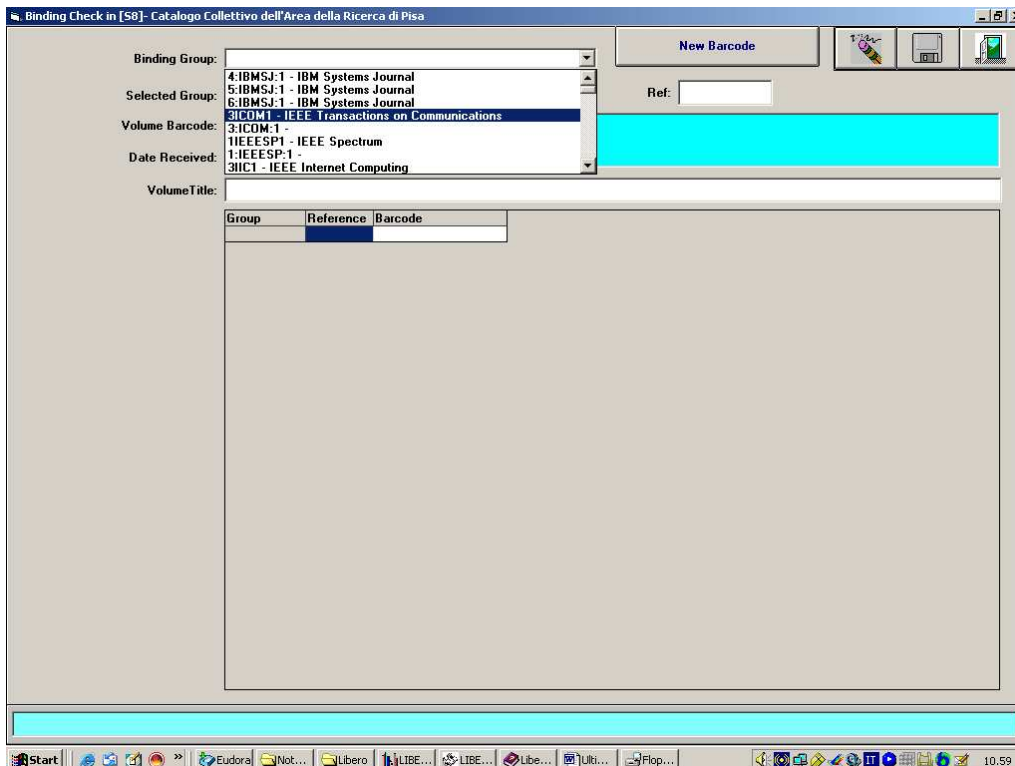 Binding Check in [S8]- Catalogo Collettivo dell'Area della Ricerca di Pisa
Binding Group:
New Barcode
4:IBMSJ:1 - IBM Systems Journal
5:IBMSJ:1 - IBM Systems Journal
6:IBMSJ:1 - IBM Systems Journal
3ICOM1 - IEEE Transactions on Communications
3:ICOM:1 -
1IEEESP1 - IEEE Spectrum
1:IEEESP:1 -
3IIC1 - IEEE Internet Computing
Selected Group:
Ref:
Volume Barcode:
Date Received:
VolumeTitle:
Group Reference Barcode
Start » Eudora Not... Libero LIBE... LIBE... Libe... Ulti... Flop... IT 10.59